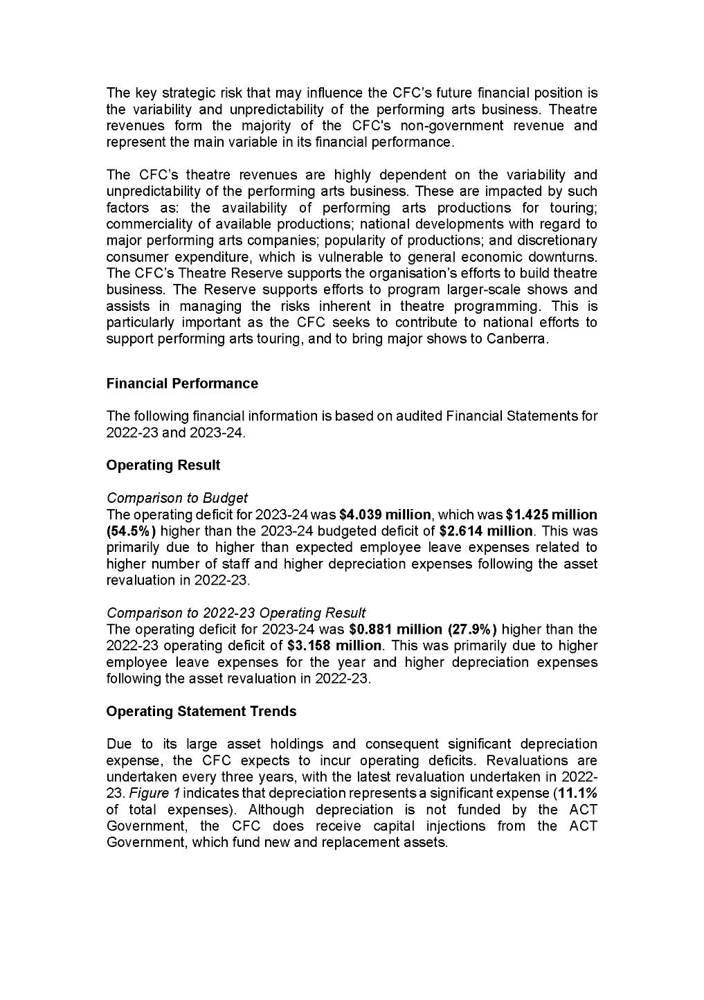 The key strategic risk that may influence the CFC’s future financial position is
the variability and unpredictability of the performing arts business. Theatre
revenues form the majority of the CFC's non-government revenue and
represent the main variable in its financial performance.
The CFC’s theatre revenues are highly dependent on the variability and
unpredictability of the performing arts business. These are impacted by such
factors as: the availability of performing arts productions for touring;
commerciality of available productions; national developments with regard to
major performing arts companies; popularity of productions; and discretionary
consumer expenditure, which is vulnerable to general economic downturns.
The CFC’s Theatre Reserve supports the organisation’s efforts to build theatre
business. The Reserve supports efforts to program larger-scale shows and
assists in managing the risks inherent in theatre programming. This is
particularly important as the CFC seeks to contribute to national efforts to
support performing arts touring, and to bring major shows to Canberra.
Financial Performance
The following financial information is based on audited Financial Statements for
2022-23 and 2023-24.
Operating Result
Comparison to Budget
The operating deficit for 2023-24 was $4.039 million, which was $1.425 million
(54.5%) higher than the 2023-24 budgeted deficit of $2.614 million. This was
primarily due to higher than expected employee leave expenses related to
higher number of staff and higher depreciation expenses following the asset
revaluation in 2022-23.
Comparison to 2022-23 Operating Result
The operating deficit for 2023-24 was $0.881 million (27.9%) higher than the
2022-23 operating deficit of $3.158 million. This was primarily due to higher
employee leave expenses for the year and higher depreciation expenses
following the asset revaluation in 2022-23.
Operating Statement Trends
Due to its large asset holdings and consequent significant depreciation
expense, the CFC expects to incur operating deficits. Revaluations are
undertaken every three years, with the latest revaluation undertaken in 2022-
23. Figure 1 indicates that depreciation represents a significant expense (11.1%
of total expenses). Although depreciation is not funded by the ACT
Government, the CFC does receive capital injections from the ACT
Government, which fund new and replacement assets.